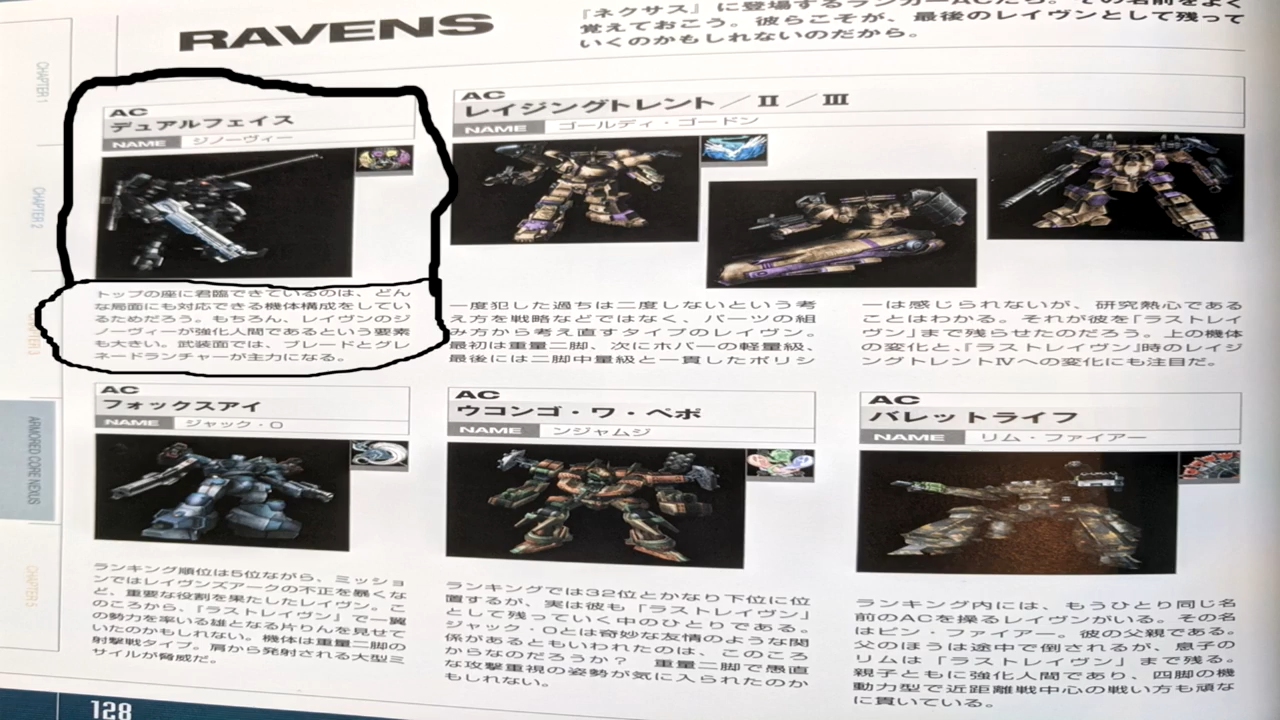 RAVENS
『ネクサス』に登場するランカーACたち。その名前をよく
覚えておこう。彼らこそが、最後のレイヴンとして残って
いくのかもしれないのだから。
CHAPTER 1
CHAPTER 2
ARMORED CORE NEXUS
AC
デュアルフェイス
NAME ジノーヴィー
トップの座に君臨できているのは、どん
な局面にも対応できる機体構成をしてい
るためだろう。もちろん、レイヴンのジ
ノーヴィーが強化人間であるという要素
も大きい。武装面では、ブレードとグレ
ネードランチャーが主力になる。
AC
レイジングトレント／Ⅱ／Ⅲ
NAME ゴールディ・ゴードン
一度犯した過ちは二度しないという考
え方を戦略などではなく、パーツの組
み方から考え直すタイプのレイヴン。
最初は重量二脚、次にホバーの軽量級、
最後には二脚中量級と一貫したポリシ
ーは感じられないが、研究熱心である
ことはわかる。それが彼を「ラストレイ
ヴン」まで残らせたのだろう。上の機体
の変化と、『ラストレイヴン』時のレイジ
ングトレントⅣへの変化にも注目だ。
AC
フォックスアイ
NAME ジャック・O
ランキング順位は5位ながら、ミッショ
ンではレイヴンズアークの不正を暴くな
ど、重要な役割を果たしたレイヴン。こ
のころから、『ラストレイヴン』で一翼
の勢力を率いる雄となる片りんを見せて
いたのかもしれない。機体は重量二脚の
射撃戦タイプ。肩から発射される大型ミ
サイルが脅威だ。
AC
ウコンゴ・ワ・ペポ
NAME ンジャムジ
ランキングでは32位とかなり下位に位
置するが、実は彼も「ラストレイヴン」
として残っていく中のひとりである。
ジャック・Oとは奇妙な友情のような関
係があるともいわれたのは、このころ
からなのだろうか？ 重量二脚で愚直
な攻撃重視の姿勢が気に入られたのか
もしれない。
AC
バレットライフ
NAME リム・ファイアー
ランキング内には、もうひとり同じ名
前のACを操るレイヴンがいる。その名
はピン・ファイアー。彼の父親である。
父のほうは途中で倒されるが、息子の
リムは「ラストレイヴン」まで残る。
親子ともに強化人間であり、四脚の機
動力型で近距離戦中心の戦い方も頑な
に貫いている。
CHAPTER 5
128